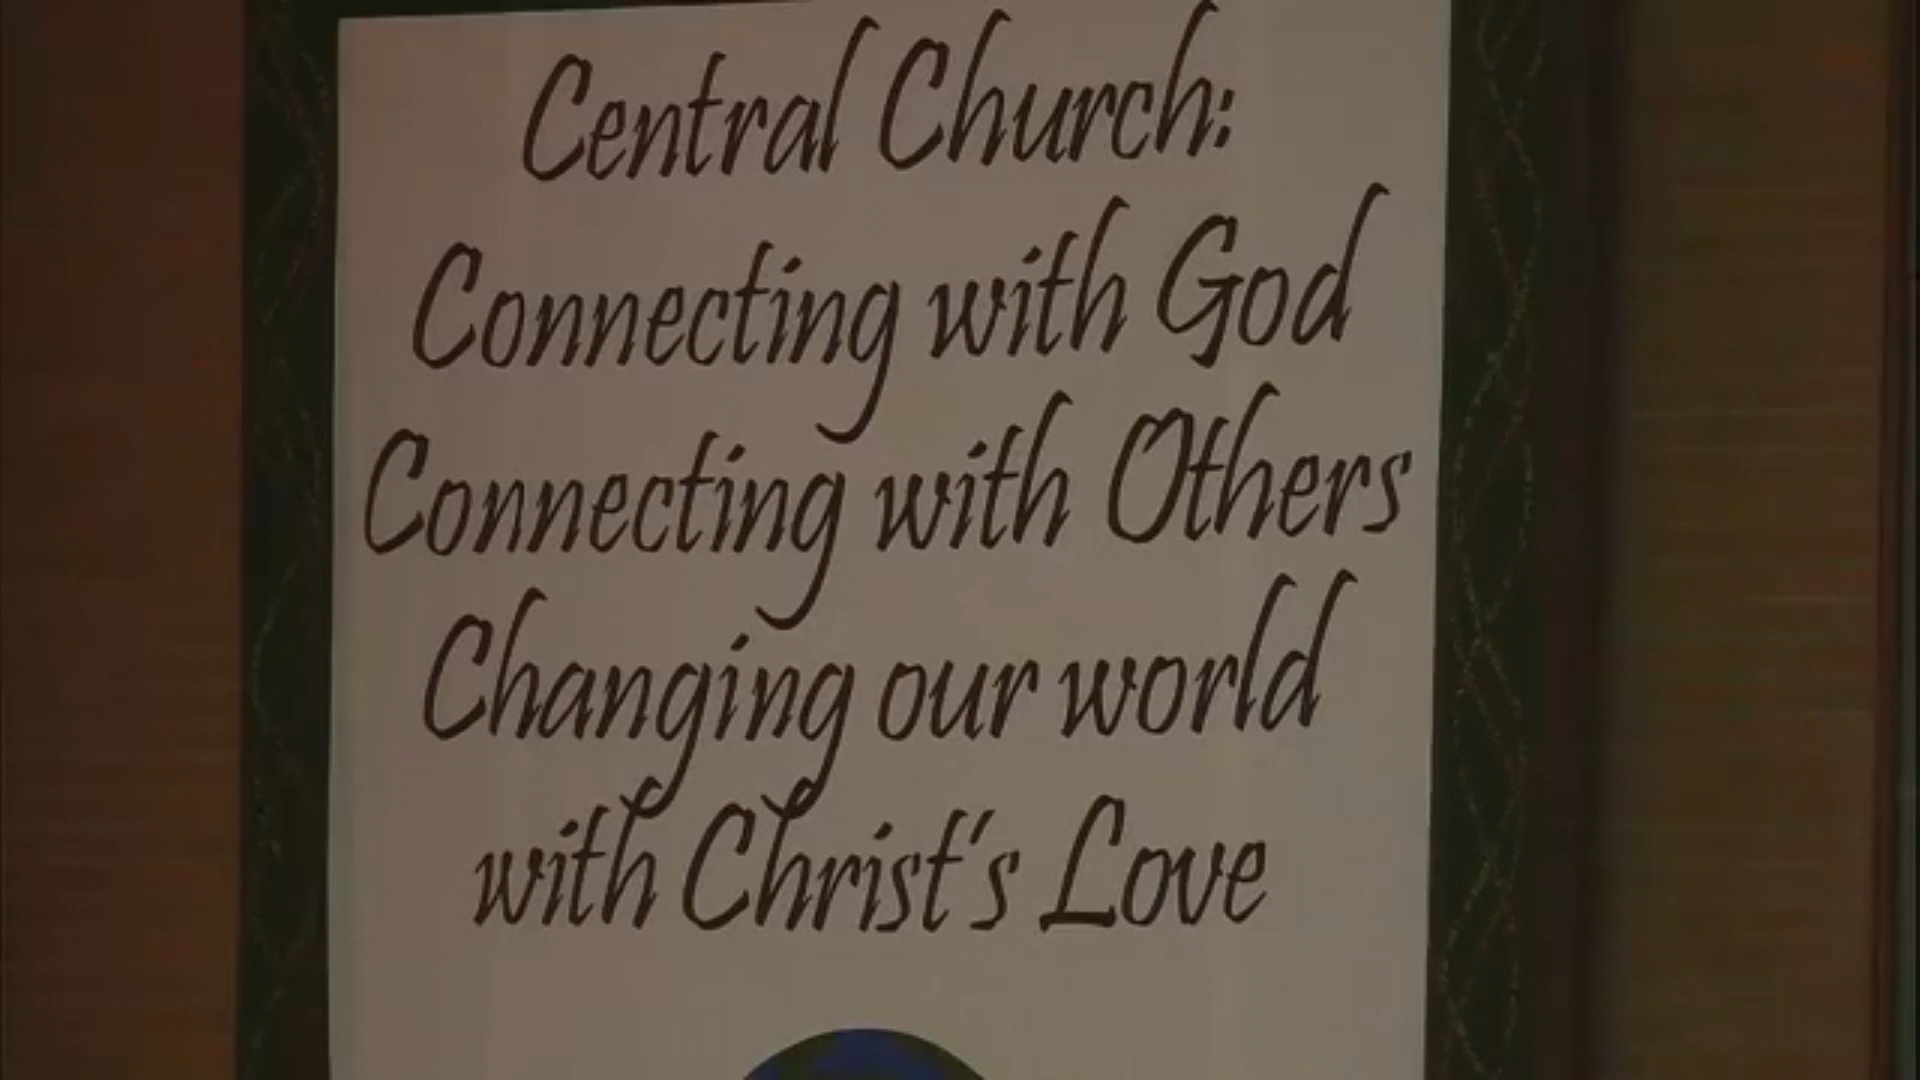 Central Church:
Connecting with God
Connecting with Others
Changing our world
with Christ's Love